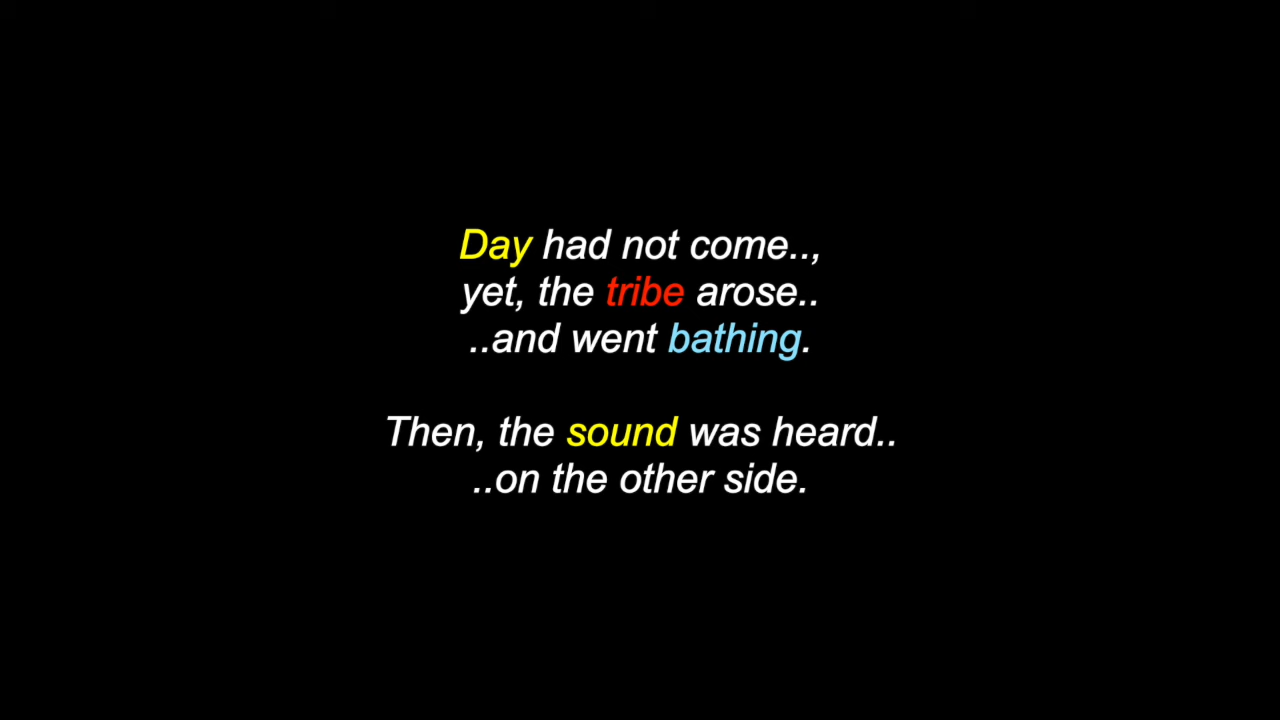 Day had not come..,
yet, the tribe arose..
..and went bathing.
Then, the sound was heard..
..on the other side.